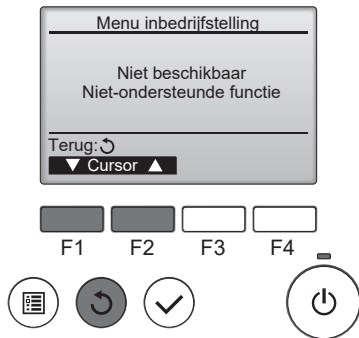 Menu inbedrijfstelling
Niet beschikbaar
Niet-ondersteunde functie
Terug:
▼ Cursor ▲
F1 F2 F3 F4